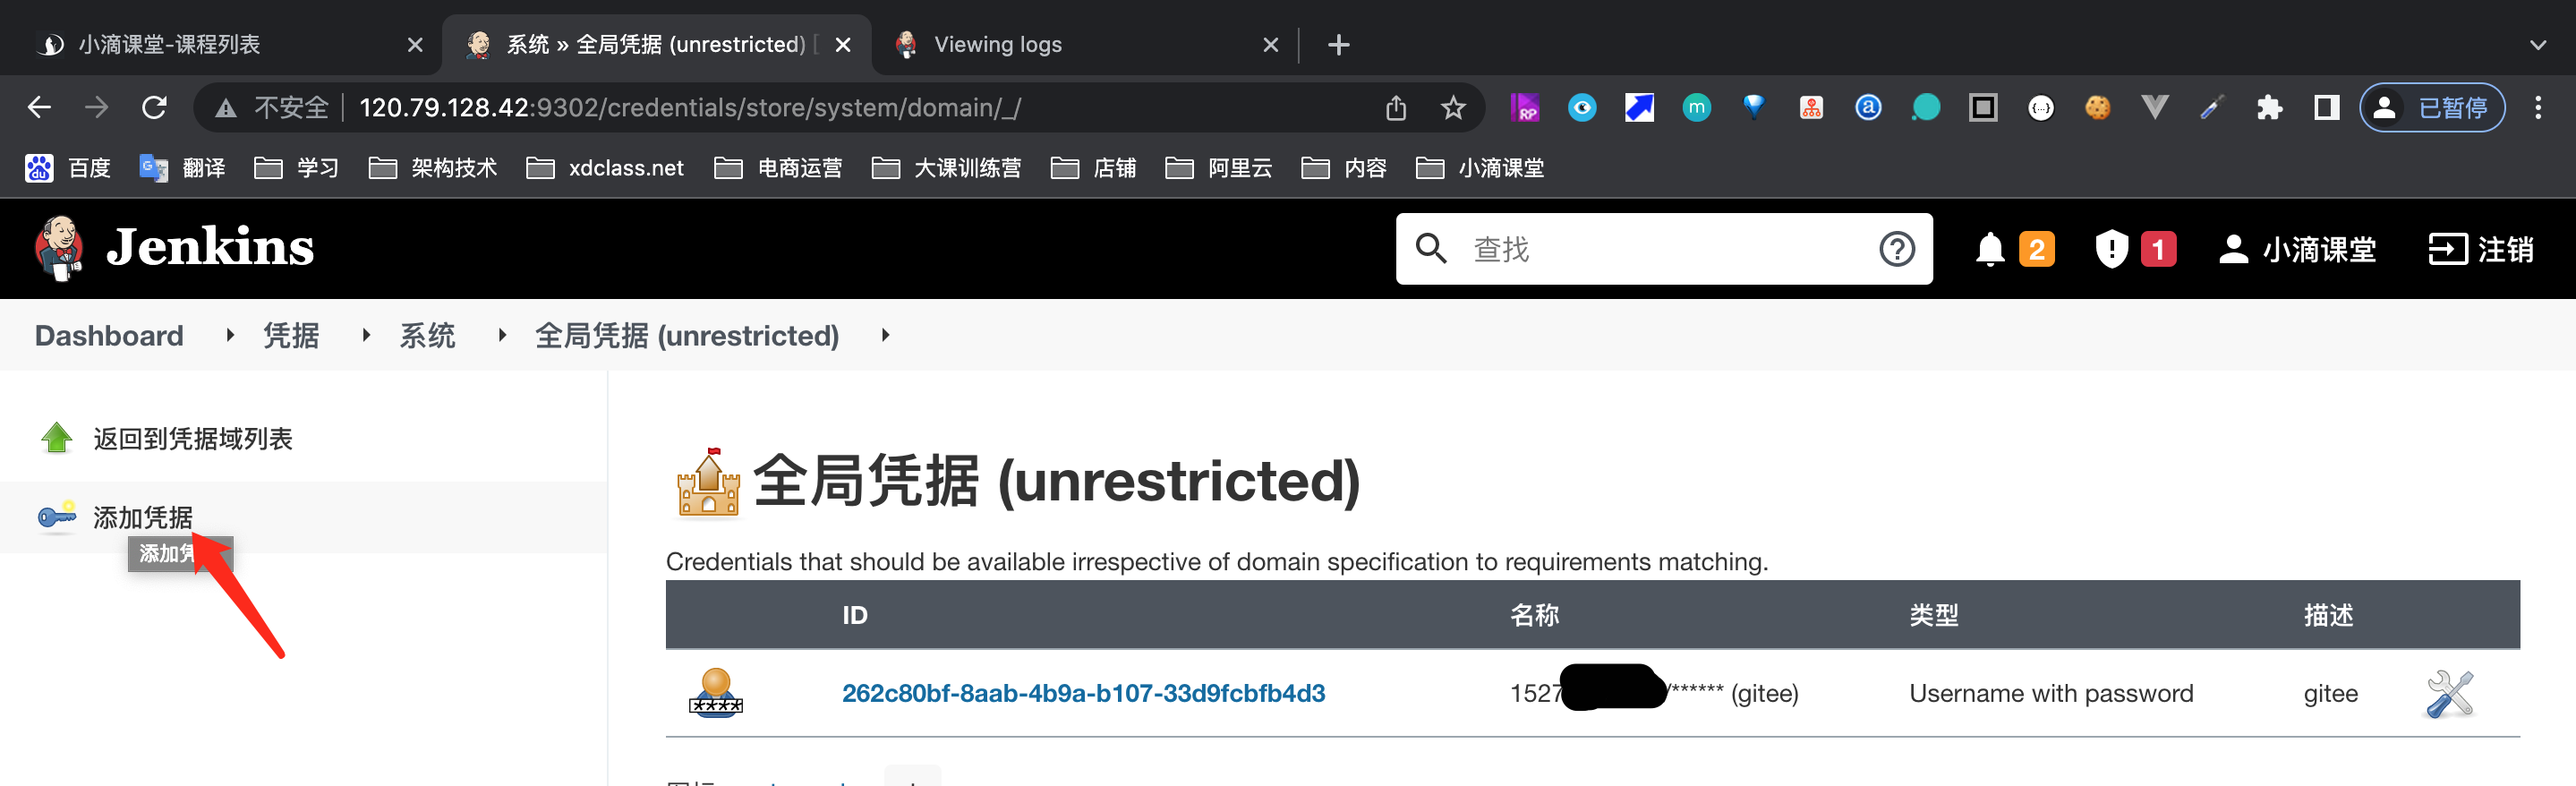 小滴课堂-课程列表
系统 » 全局凭据 (unrestricted) [
Viewing logs
不安全
120.79.128.42:9302/credentials/store/system/domain/_/
RP
m
a
{...}
已暂停
du 百度
翻译
学习
架构技术
xdclass.net
电商运营
大课训练营
店铺
阿里云
内容
小滴课堂
Jenkins
查找
2
1
小滴课堂
注销
Dashboard
凭据
系统
全局凭据 (unrestricted)
返回到凭据域列表
添加凭据
添加凭
全局凭据 (unrestricted)
Credentials that should be available irrespective of domain specification to requirements matching.
ID 名称 类型 描述
**** 262c80bf-8aab-4b9a-b107-33d9fcbfb4d3 1527 /****** (gitee) Username with password gitee